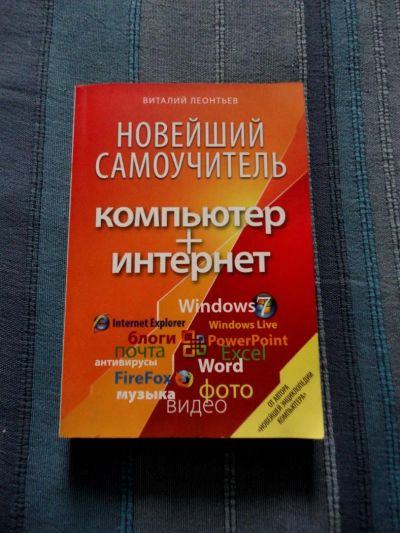 ВИТАЛИЙ ЛЕОНТЬЕВ
НОВЕЙШИЙ
САМОУЧИТЕЛЬ
компьютер
+
интернет
Windows 7
Internet Explorer
Windows Live
блоги
PowerPoint
почта
Excel
антивирусы
Word
FireFox
фото
музыка
видео
ОТ АВТОРА
«НОВЕЙШЕЙ ЭНЦИКЛОПЕДИИ
КОМПЬЮТЕРА»